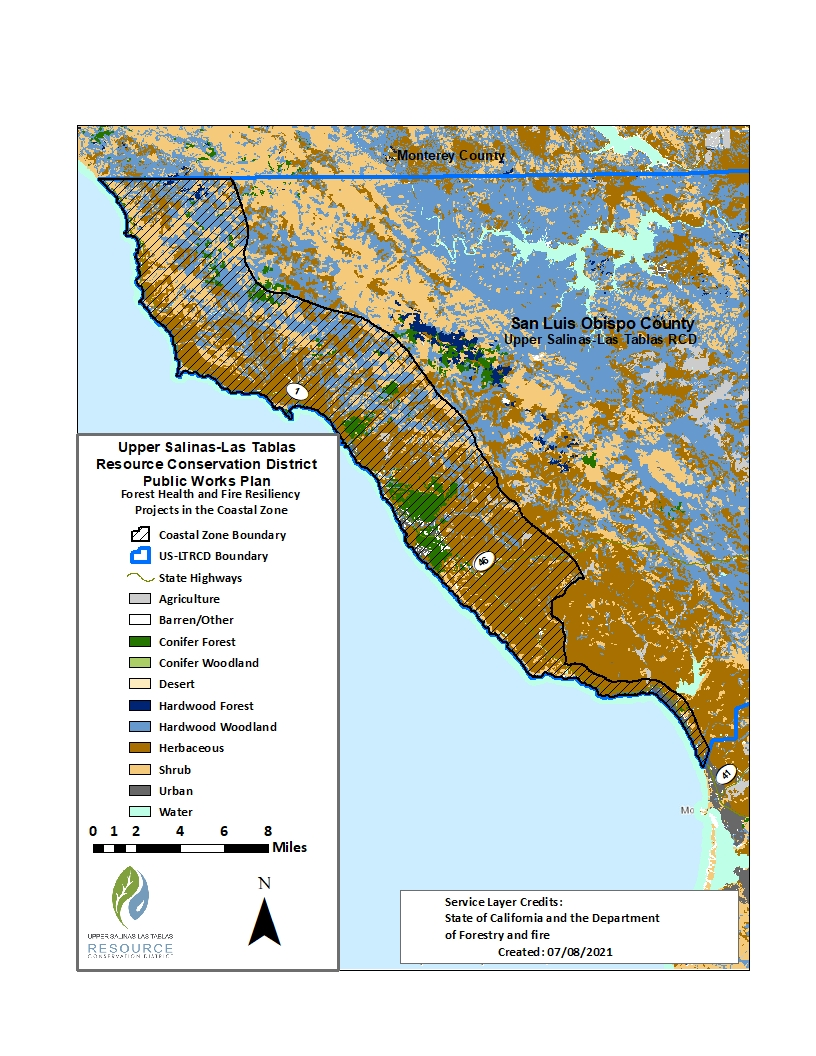 Monterey County
San Luis Obispo County
Upper Salinas-Las Tablas RCD
1
46
41
Mo
Upper Salinas-Las Tablas
Resource Conservation District
Public Works Plan
Forest Health and Fire Resiliency
Projects in the Coastal Zone
Coastal Zone Boundary
US-LTRCD Boundary
State Highways
Agriculture
Barren/Other
Conifer Forest
Conifer Woodland
Desert
Hardwood Forest
Hardwood Woodland
Herbaceous
Shrub
Urban
Water
0 1 2 4 6 8
Miles
N
UPPER SALINAS-LAS TABLAS
RESOURCE
CONSERVATION DISTRICT
Service Layer Credits:
State of California and the Department
of Forestry and fire
Created: 07/08/2021